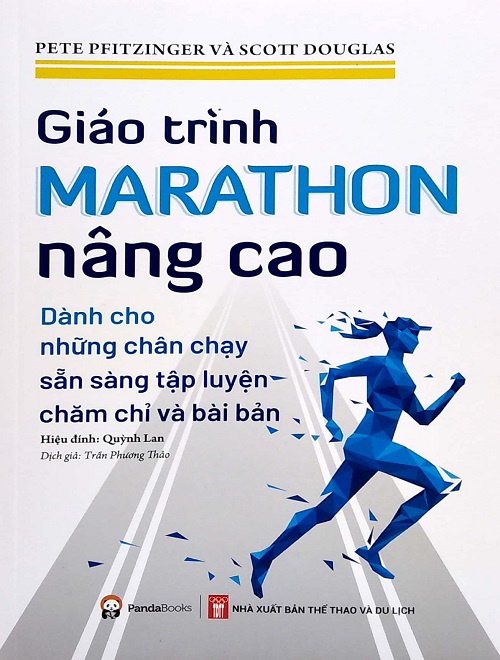 PETE PFITZINGER VÀ SCOTT DOUGLAS
Giáo trình
MARATHON
nâng cao
Dành cho
những chân chạy
sẵn sàng tập luyện
chăm chỉ và bài bản
Hiệu đính: Quỳnh Lan
Dịch giả: Trần Phương Thảo
PandaBooks
TDTT NHÀ XUẤT BẢN THỂ THAO VÀ DU LỊCH